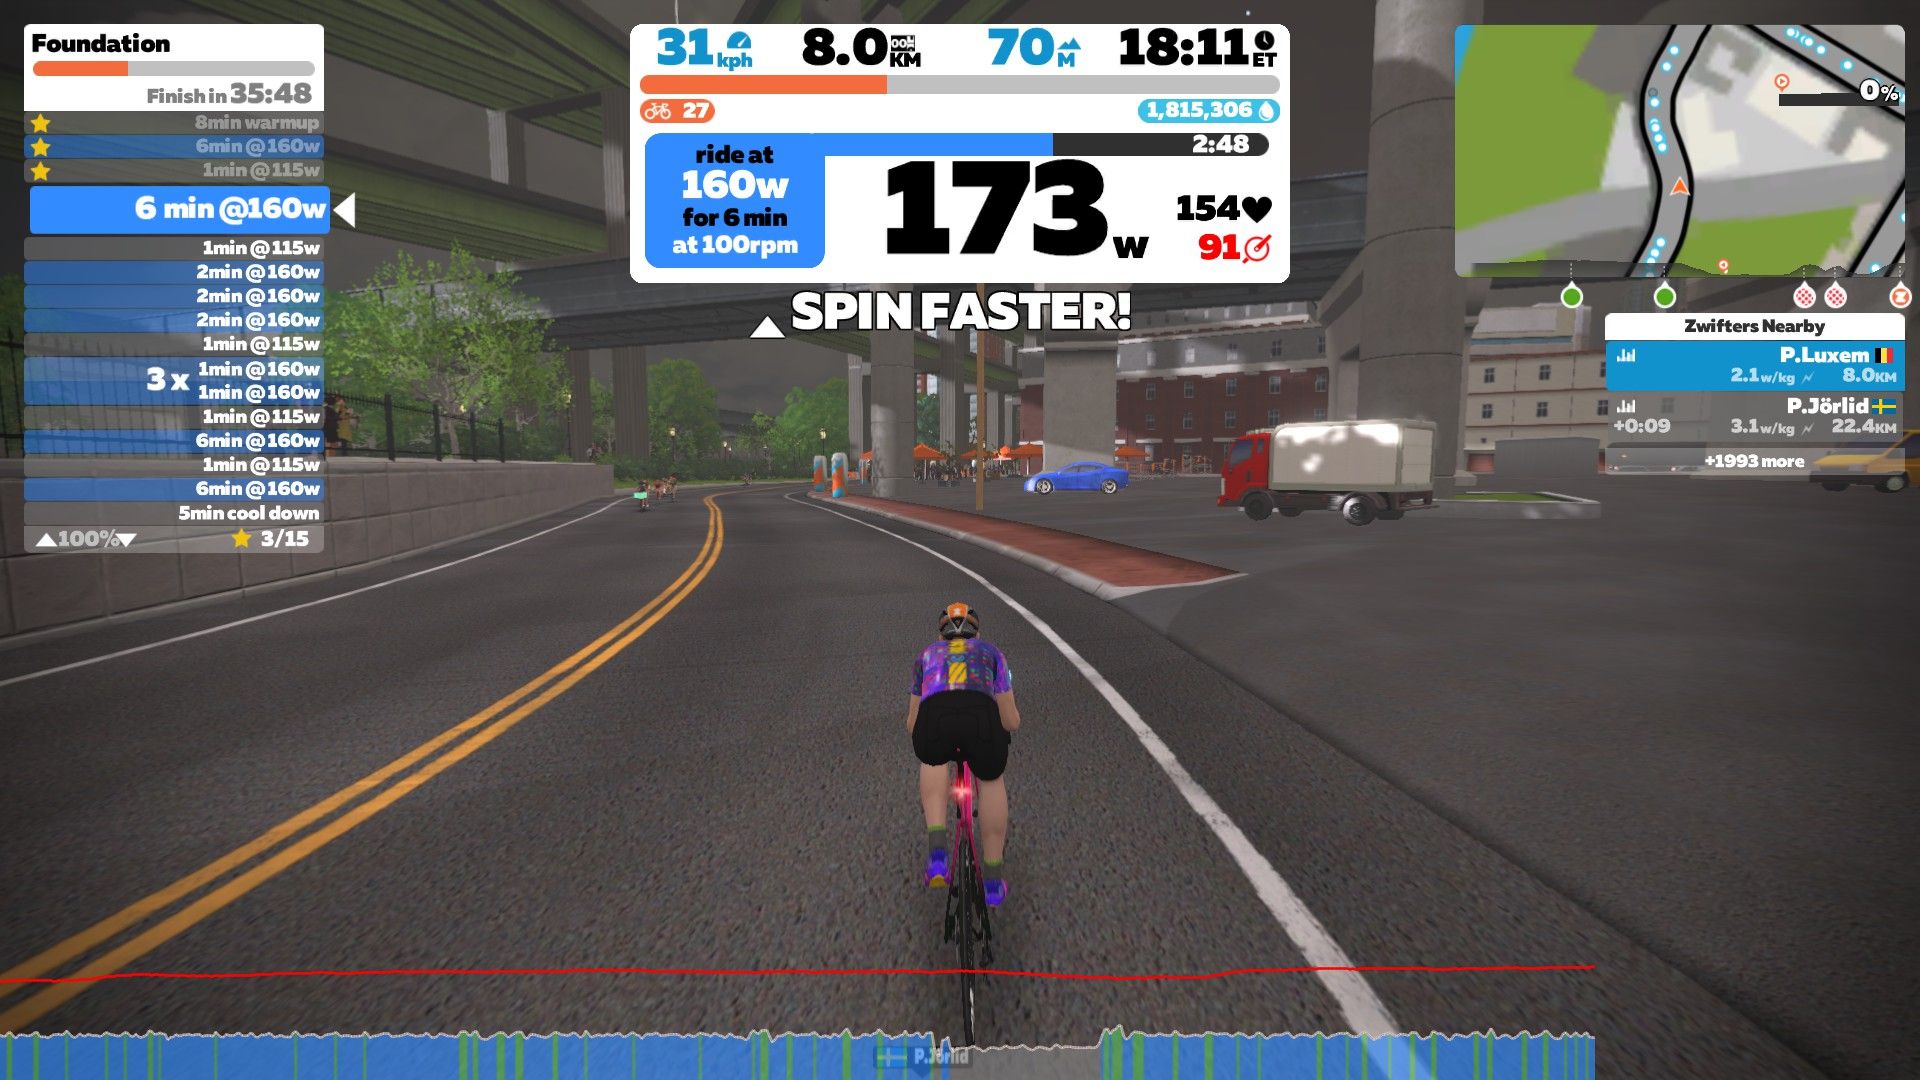 Foundation
Finish in 35:48
8min warmup
6min @160w
1min @115w
6 min @160w
1min @115w
2min @160w
2min @160w
2min @160w
1min @115w
3 x
1min @160w
1min @160w
1min @115w
6min @160w
1min @115w
6min @160w
5min cool down
100%
3/15
31 kph
8.0 KM
70 M
18:11 ET
27
1,815,306
ride at
160w
for 6 min
at 100rpm
2:48
173 w
154
91
SPIN FASTER!
0%
Zwifters Nearby
P.Luxem
2.1 w/kg 8.0 KM
P.Jörlid
+0:09 3.1 w/kg 22.4 KM
+1993 more
P.Jörlid